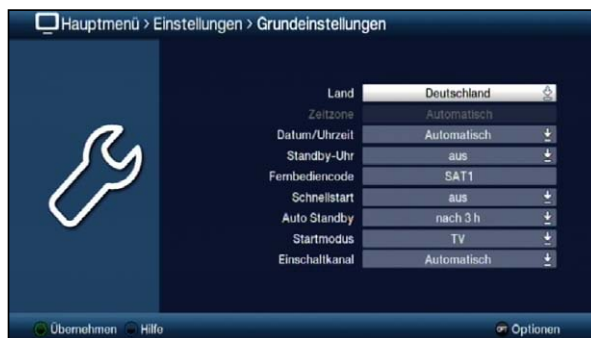 Hauptmenü > Einstellungen > Grundeinstellungen
Land Deutschland
Zeitzone Automatisch
Datum/Uhrzeit Automatisch
Standby-Uhr aus
Fernbediencode SAT1
Schnellstart aus
Auto Standby nach 3 h
Startmodus TV
Einschaltkanal Automatisch
Übernehmen Hilfe OPT Optionen